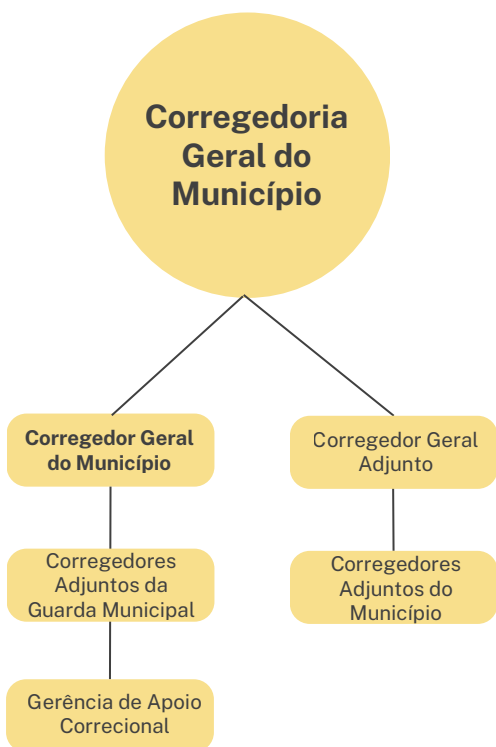 Corregedoria
Geral do
Município
Corregedor Geral
do Município
Corregedor Geral
Adjunto
Corregedores
Adjuntos da
Guarda Municipal
Corregedores
Adjuntos do
Município
Gerência de Apoio
Correcional